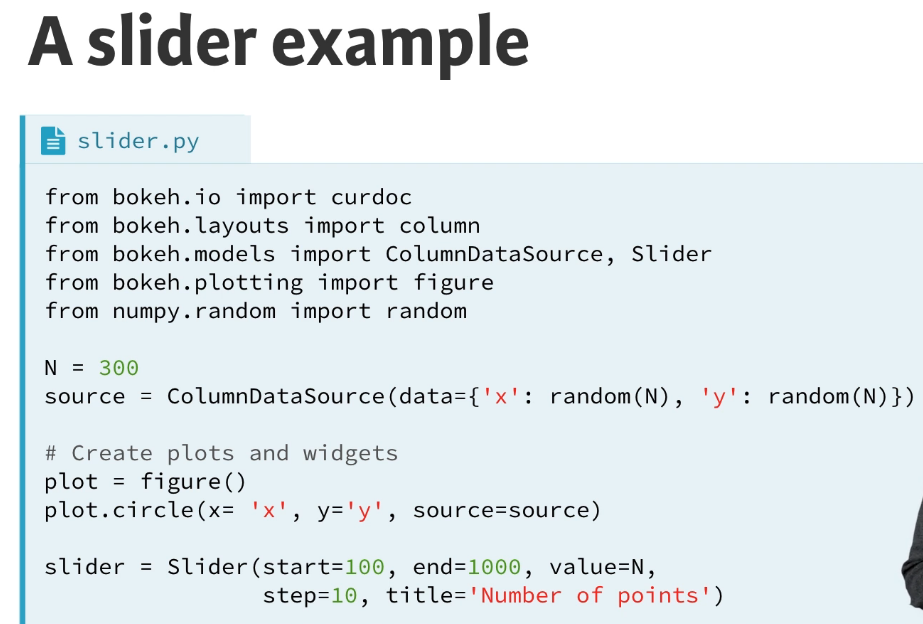 A slider example
slider.py
from bokeh.io import curdoc
from bokeh.layouts import column
from bokeh.models import ColumnDataSource, Slider
from bokeh.plotting import figure
from numpy.random import random
N = 300
source = ColumnDataSource(data={'x': random(N), 'y': random(N)})
# Create plots and widgets
plot = figure()
plot.circle(x= 'x', y='y', source=source)
slider = Slider(start=100, end=1000, value=N,
step=10, title='Number of points')